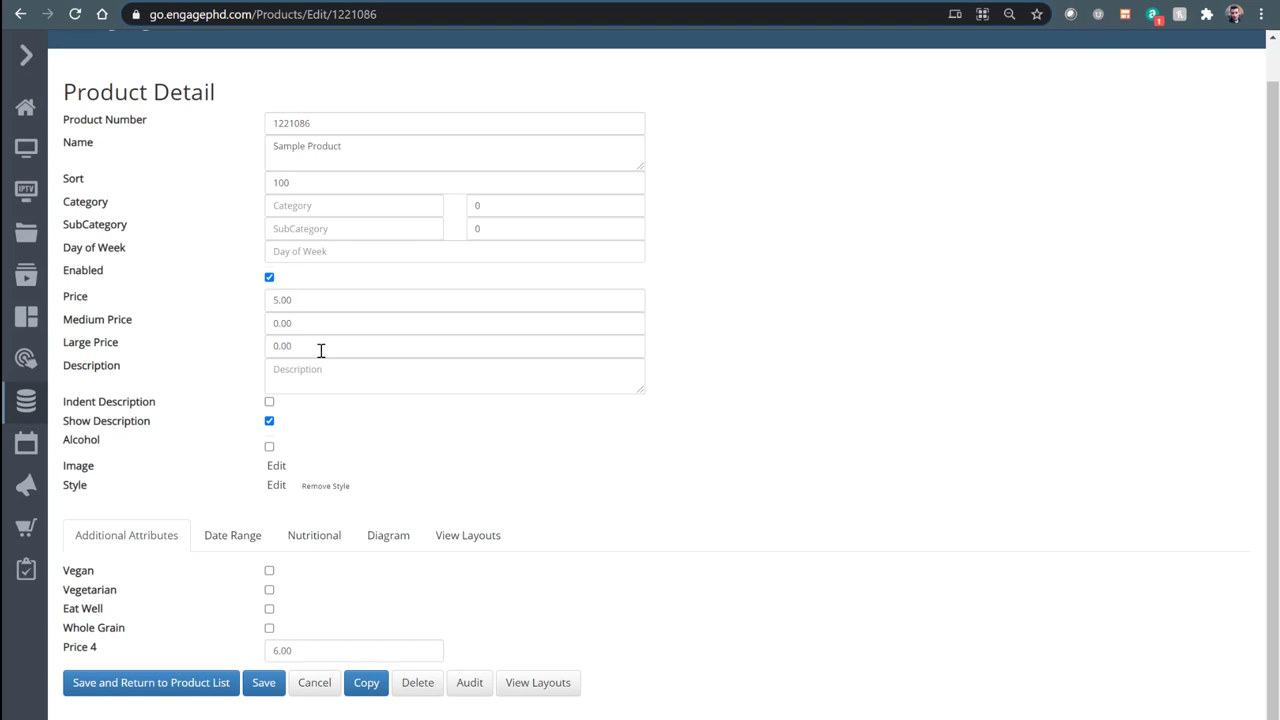 go.engagephd.com/Products/Edit/1221086
1
IPTV
Product Detail
Product Number 1221086
Name Sample Product
Sort 100
Category Category 0
SubCategory SubCategory 0
Day of Week Day of Week
Enabled
Price 5.00
Medium Price 0.00
Large Price 0.00
Description Description
Indent Description
Show Description
Alcohol
Image Edit
Style Edit Remove Style
Additional Attributes Date Range Nutritional Diagram View Layouts
Vegan
Vegetarian
Eat Well
Whole Grain
Price 4 6.00
Save and Return to Product List Save Cancel Copy Delete Audit View Layouts